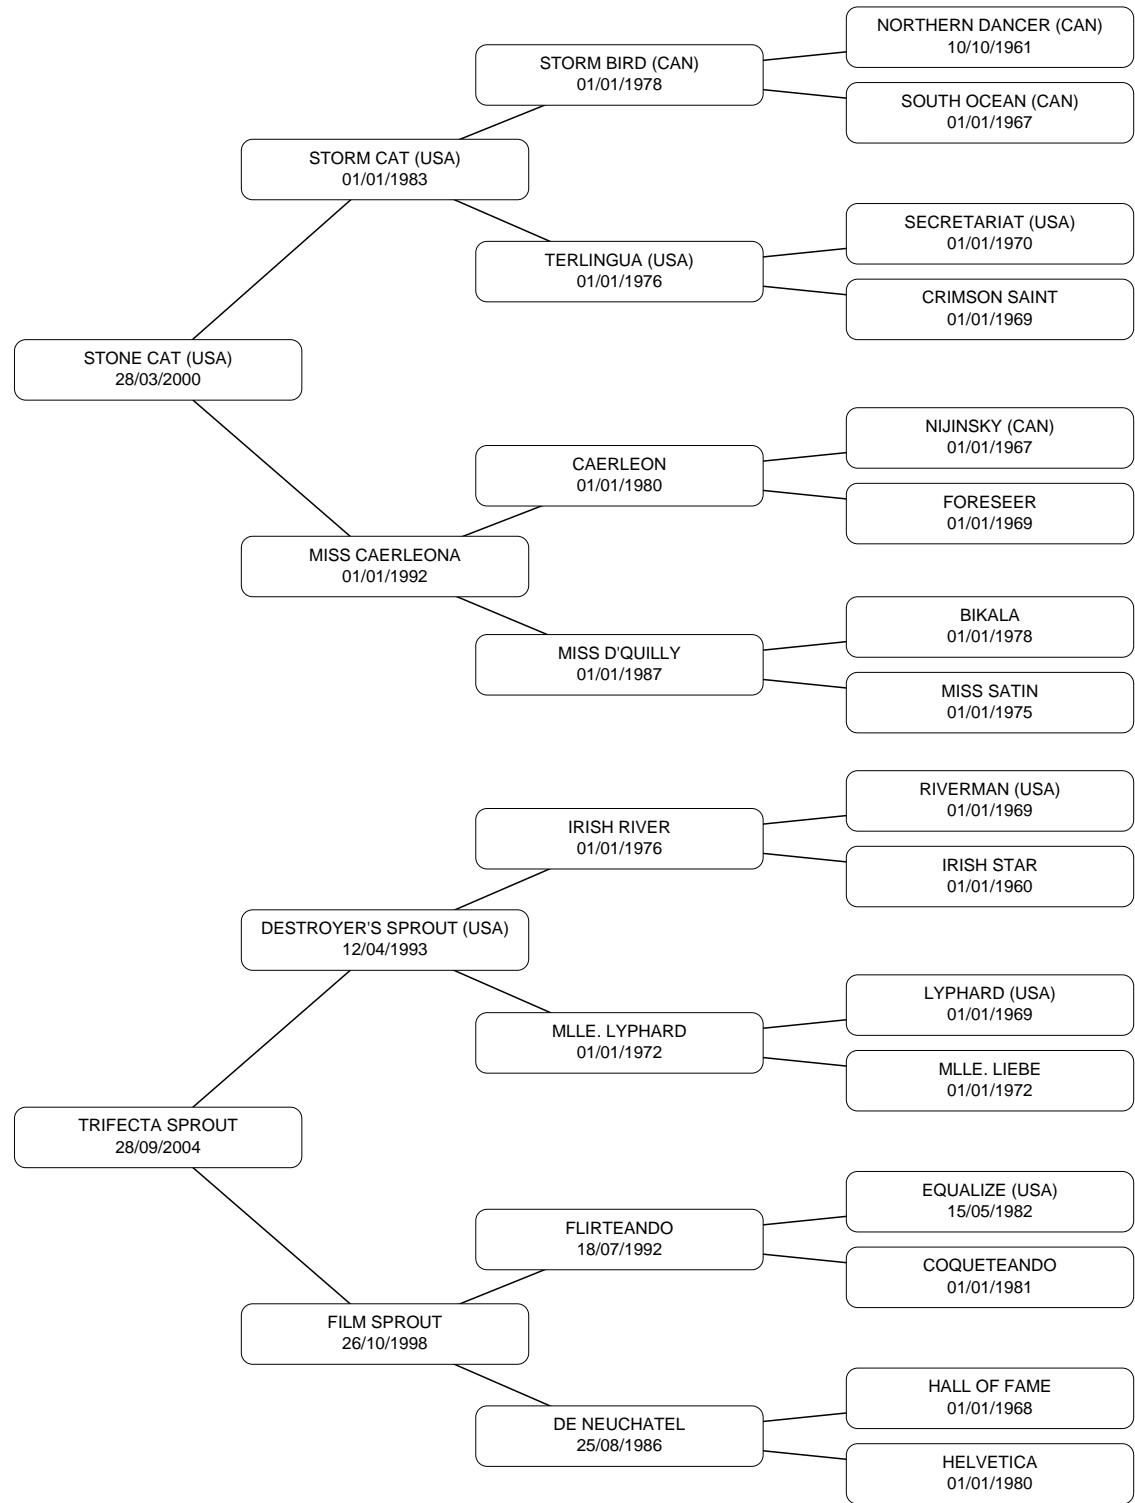 NORTHERN DANCER (CAN)
10/10/1961
STORM BIRD (CAN)
01/01/1978
SOUTH OCEAN (CAN)
01/01/1967
STORM CAT (USA)
01/01/1983
SECRETARIAT (USA)
01/01/1970
TERLINGUA (USA)
01/01/1976
CRIMSON SAINT
01/01/1969
STONE CAT (USA)
28/03/2000
NIJINSKY (CAN)
01/01/1967
CAERLEON
01/01/1980
FORESEER
01/01/1969
MISS CAERLEONA
01/01/1992
BIKALA
01/01/1978
MISS D'QUILLY
01/01/1987
MISS SATIN
01/01/1975
RIVERMAN (USA)
01/01/1969
IRISH RIVER
01/01/1976
IRISH STAR
01/01/1960
DESTROYER'S SPROUT (USA)
12/04/1993
LYPHARD (USA)
01/01/1969
MLLE. LYPHARD
01/01/1972
MLLE. LIEBE
01/01/1972
TRIFECTA SPROUT
28/09/2004
EQUALIZE (USA)
15/05/1982
FLIRTEANDO
18/07/1992
COQUETEANDO
01/01/1981
FILM SPROUT
26/10/1998
HALL OF FAME
01/01/1968
DE NEUCHATEL
25/08/1986
HELVETICA
01/01/1980